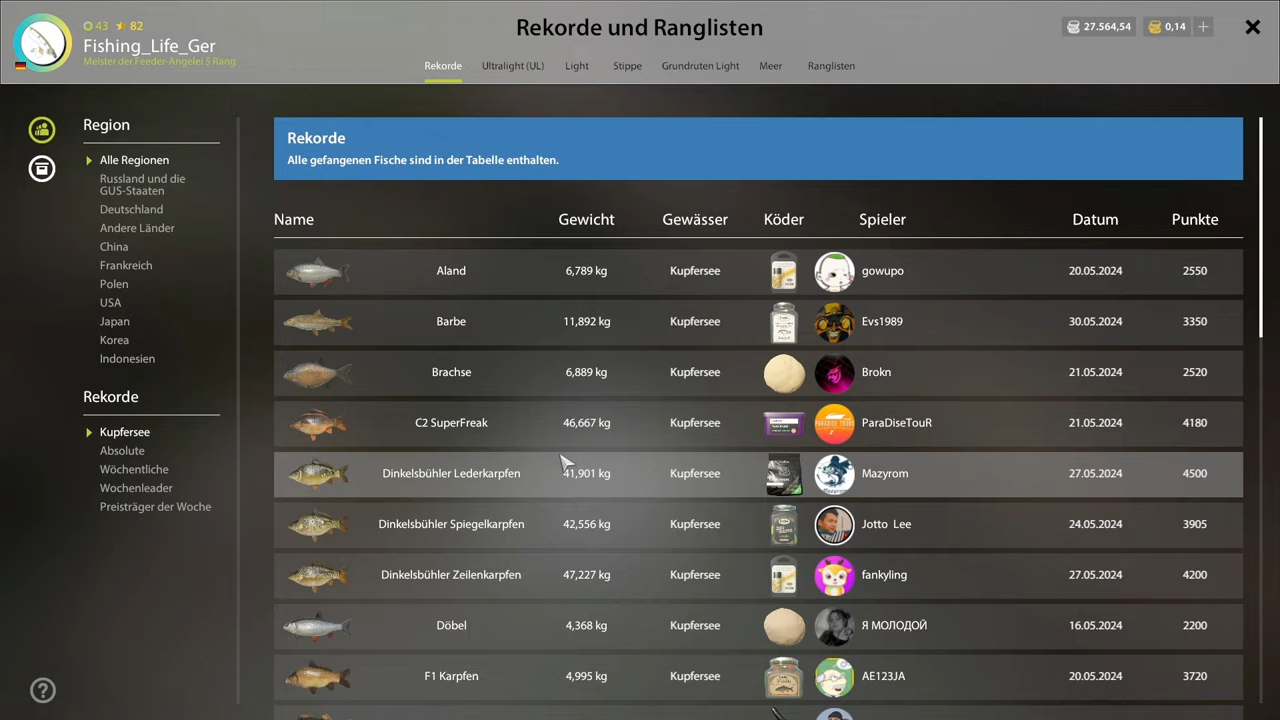 43 82
Fishing_Life_Ger
Meister der Feeder-Angelei 5 Rang
Rekorde und Ranglisten
27.564,54 0,14
Rekorde Ultralight (UL) Light Stippe Grundruten Light Meer Ranglisten
Region
Alle Regionen
Russland und die
GUS-Staaten
Deutschland
Andere Länder
China
Frankreich
Polen
USA
Japan
Korea
Indonesien
Rekorde
Kupfersee
Absolute
Wöchentliche
Wochenleader
Preisträger der Woche
Rekorde
Alle gefangenen Fische sind in der Tabelle enthalten.
Name Gewicht Gewässer Köder Spieler Datum Punkte
Aland 6,789 kg Kupfersee gowupo 20.05.2024 2550
Barbe 11,892 kg Kupfersee Evs1989 30.05.2024 3350
Brachse 6,889 kg Kupfersee Brokn 21.05.2024 2520
C2 SuperFreak 46,667 kg Kupfersee ParaDiseTouR 21.05.2024 4180
Dinkelsbühler Lederkarpfen 41,901 kg Kupfersee Mazyrom 27.05.2024 4500
Dinkelsbühler Spiegelkarpfen 42,556 kg Kupfersee Jotto Lee 24.05.2024 3905
Dinkelsbühler Zeilenkarpfen 47,227 kg Kupfersee fankyling 27.05.2024 4200
Döbel 4,368 kg Kupfersee Я МОЛОДОЙ 16.05.2024 2200
F1 Karpfen 4,995 kg Kupfersee AE123JA 20.05.2024 3720